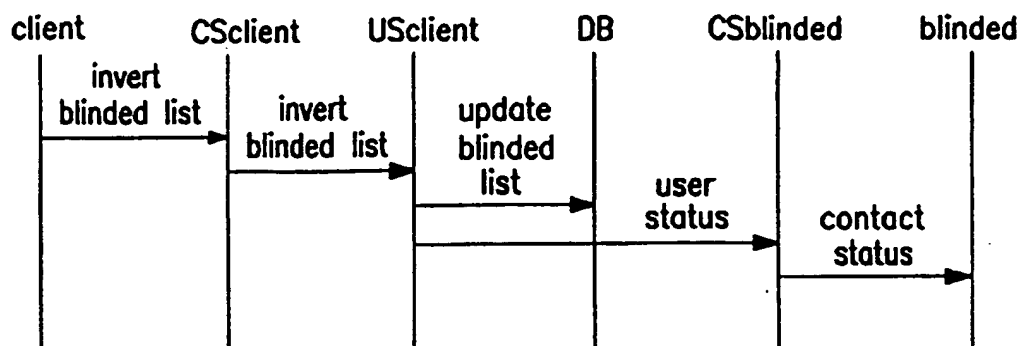 client CSclient USclient DB CSblinded blinded
invert
blinded list
invert
blinded list
update
blinded
list
user
status
contact
status